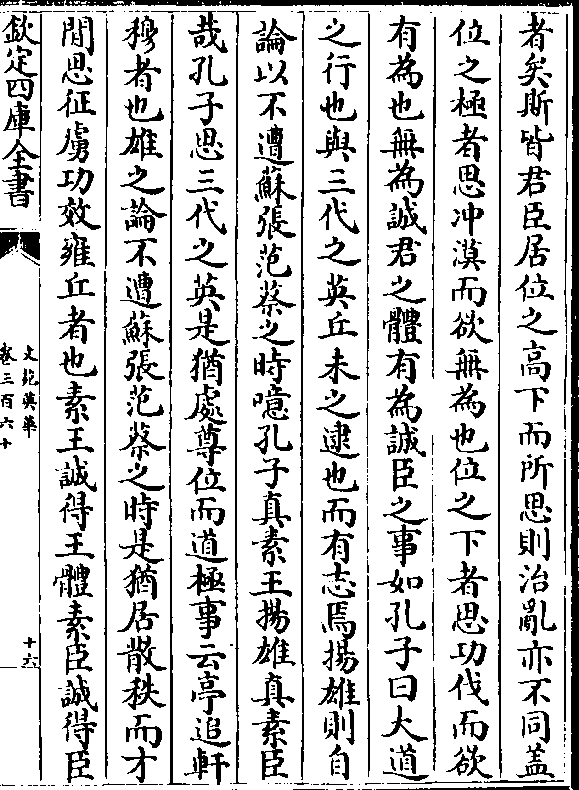 者矣斯皆君臣居位之高下而所思則治亂亦不同蓋
位之極者思冲漠而欲無為也位之下者思功伐而欲
有為也無為誠君之體有為誠臣之事如孔子曰大道
之行也與三代之英丘未之逮也而有志焉揚雄則自
論以不遭蘇張范蔡之時噫孔子真素王揚雄真素臣
哉孔子思三代之英是猶處尊位而道極事云亭追軒
穆者也雄之論不遭蘇張范蔡之時是猶居散秩而才
閒思征虜功效雍丘者也素王誠得王體素臣誠得臣
欽定四庫全書
文苑英華
卷三百六十
十六